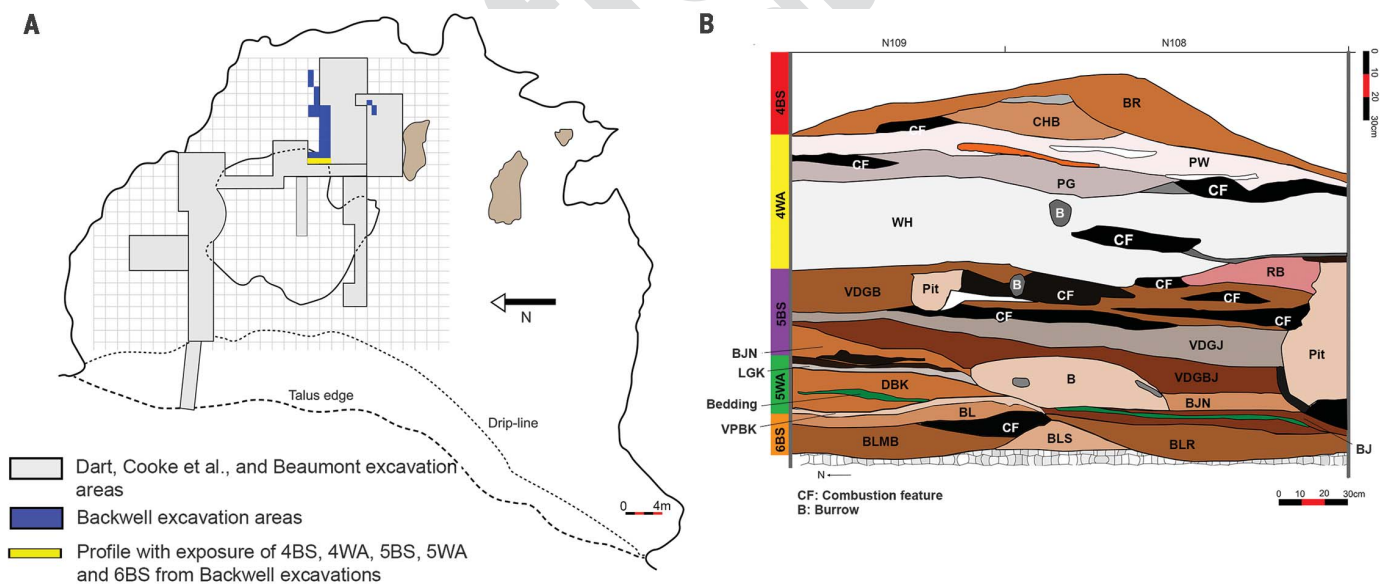 A
N
Talus edge
Drip-line
0 4m
Dart, Cooke et al., and Beaumont excavation
areas
Backwell excavation areas
Profile with exposure of 4BS, 4WA, 5BS, 5WA
and 6BS from Backwell excavations
B
N109
N108
0
10
20
30cm
4BS
BR
CHB
CF
4WA
PW
CF
PG
CF
B
WH
CF
5BS
RB
VDGB
Pit
B
CF
CF
CF
CF
CF
VDGJ
Pit
BJN
LGK
5WA
VDGBJ
B
DBK
BJN
Bedding
BL
VPBK
6BS
CF
BLMB
BLS
BLR
BJ
N
CF: Combustion feature
B: Burrow
0 10 20 30cm